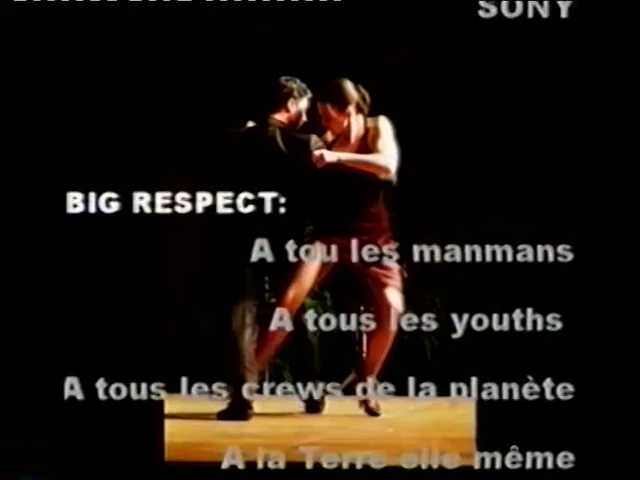 SONY
BIG RESPECT:
A tou les manmans
A tous les youths
A tous les crews de la planète
A la Terre elle même